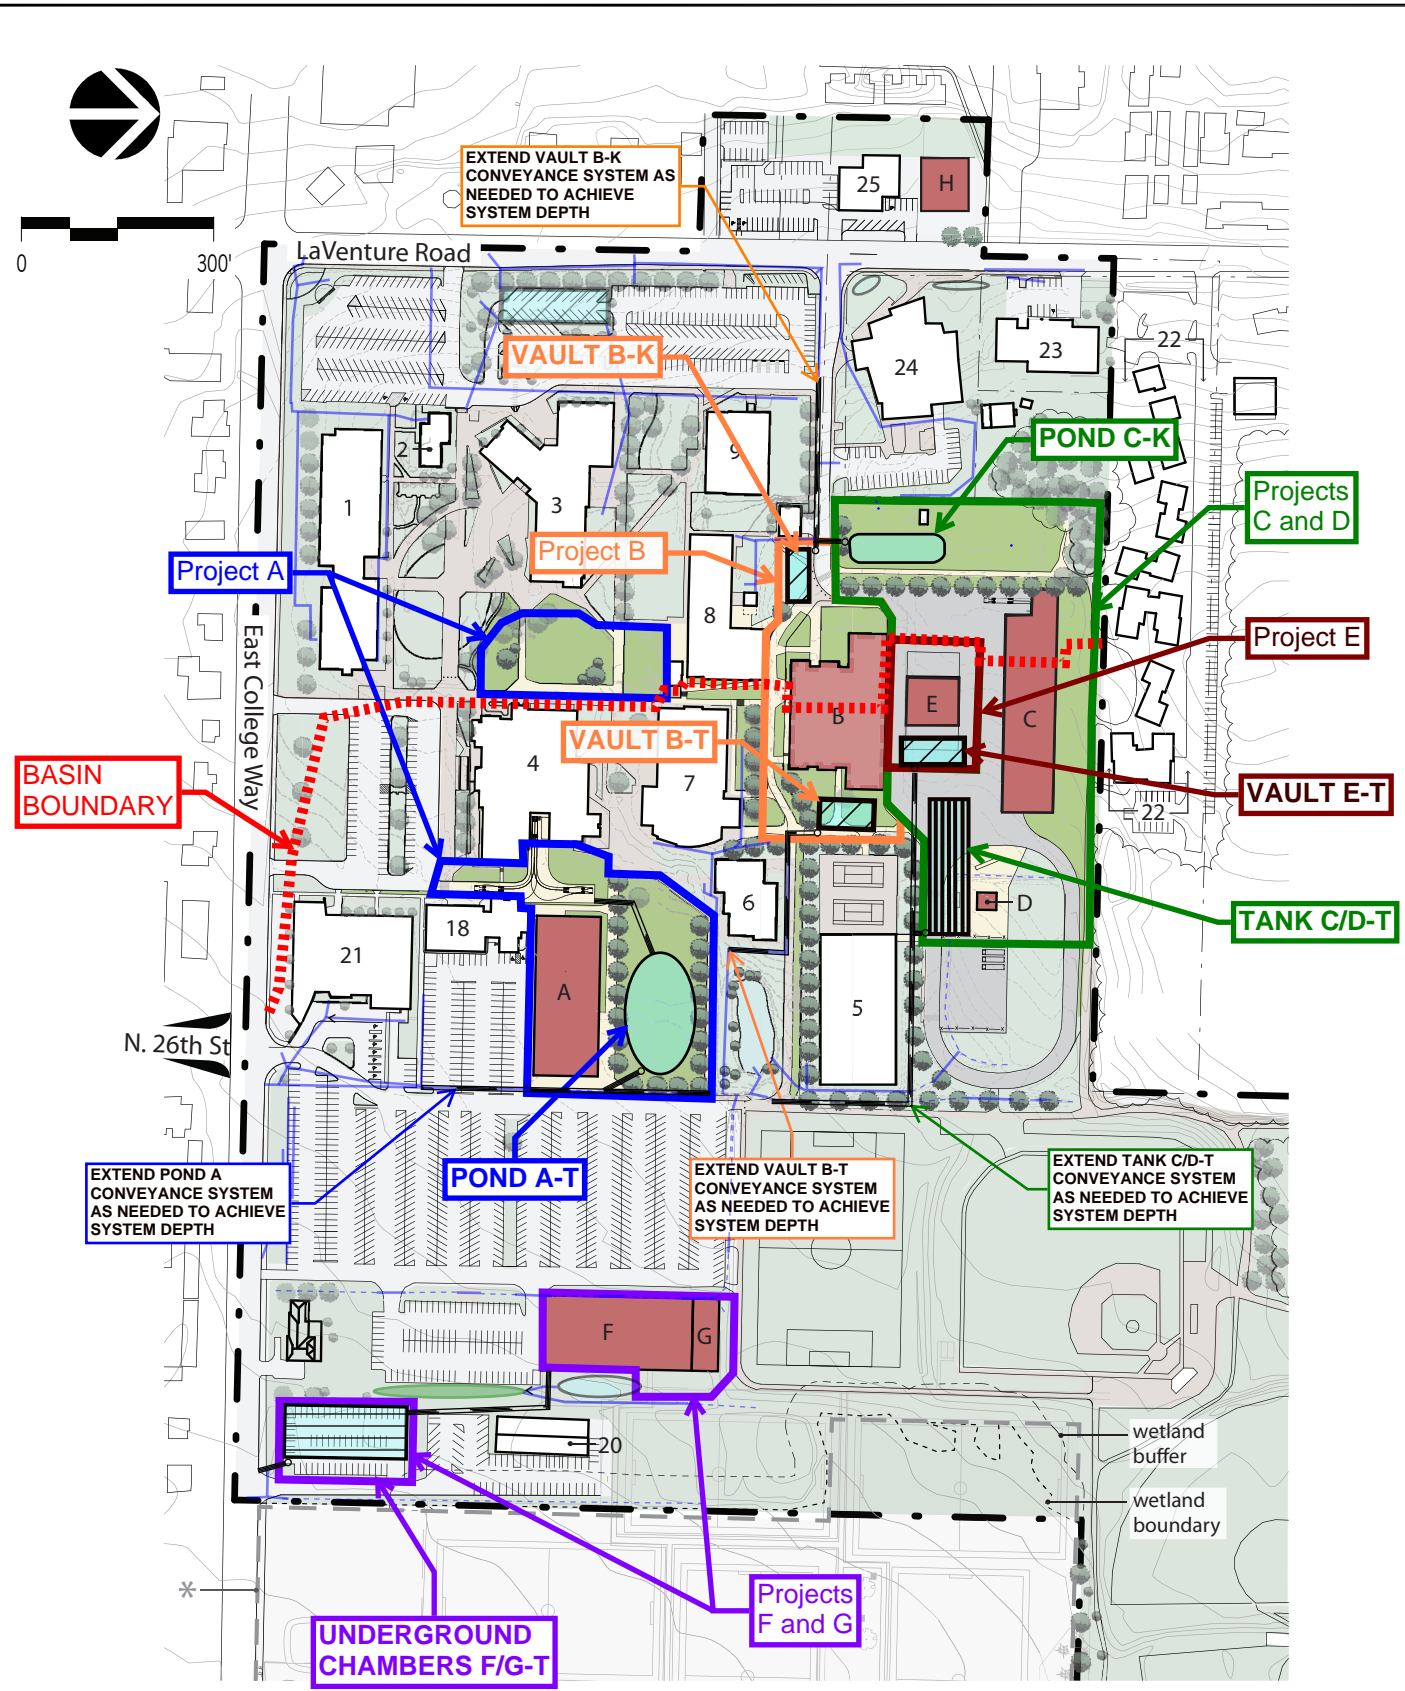 EXTEND VAULT B-K
CONVEYANCE SYSTEM AS
NEEDED TO ACHIEVE
SYSTEM DEPTH
25
H
0
300'
LaVenture Road
VAULT B-K
24
23
22
2
9
POND C-K
1
3
Projects
C and D
Project B
Project A
8
East College Way
Project E
E
B
C
VAULT B-T
4
7
BASIN
BOUNDARY
VAULT E-T
22
6
D
TANK C/D-T
18
21
A
5
N. 26th St
EXTEND POND A
CONVEYANCE SYSTEM
AS NEEDED TO ACHIEVE
SYSTEM DEPTH
POND A-T
EXTEND VAULT B-T
CONVEYANCE SYSTEM
AS NEEDED TO ACHIEVE
SYSTEM DEPTH
EXTEND TANK C/D-T
CONVEYANCE SYSTEM
AS NEEDED TO ACHIEVE
SYSTEM DEPTH
F
G
20
wetland
buffer
wetland
boundary
*
Projects
F and G
UNDERGROUND
CHAMBERS F/G-T